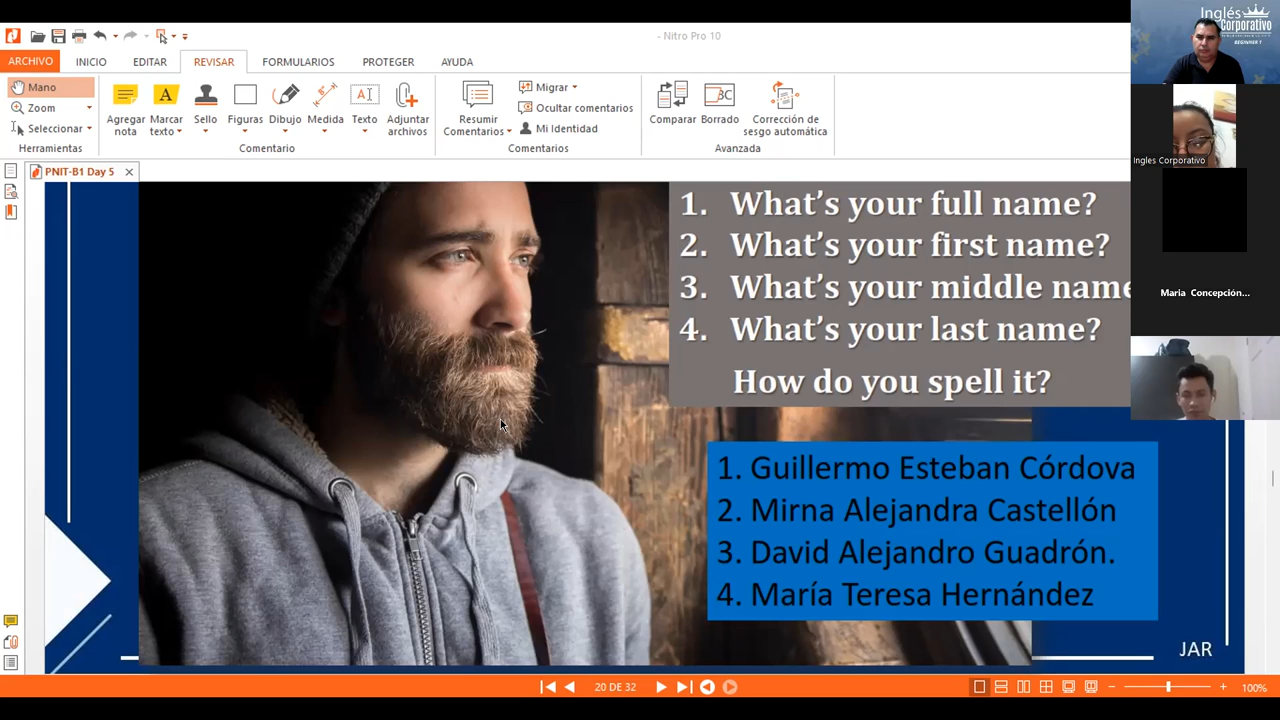 - Nitro Pro 10
ARCHIVO
INICIO
EDITAR
REVISAR
FORMULARIOS
PROTEGER
AYUDA
Mano
Zoom
Seleccionar
Herramientas
Agregar nota
Marcar texto
Sello
Figuras
Dibujo
Medida
Texto
Adjuntar archivos
Comentario
Resumir Comentarios
Migrar
Ocultar comentarios
Mi Identidad
Comentarios
Comparar
Borrado
Corrección de sesgo automática
Avanzada
PNIT-B1 Day 5
1. What's your full name?
2. What's your first name?
3. What's your middle name
4. What's your last name?
How do you spell it?
1. Guillermo Esteban Córdova
2. Mirna Alejandra Castellón
3. David Alejandro Guadrón.
4. María Teresa Hernández
JAR
Inglés
Corporativo
BEGINNER 1
Ingles Corporativo
Maria Concepción...
20 DE 32
100%